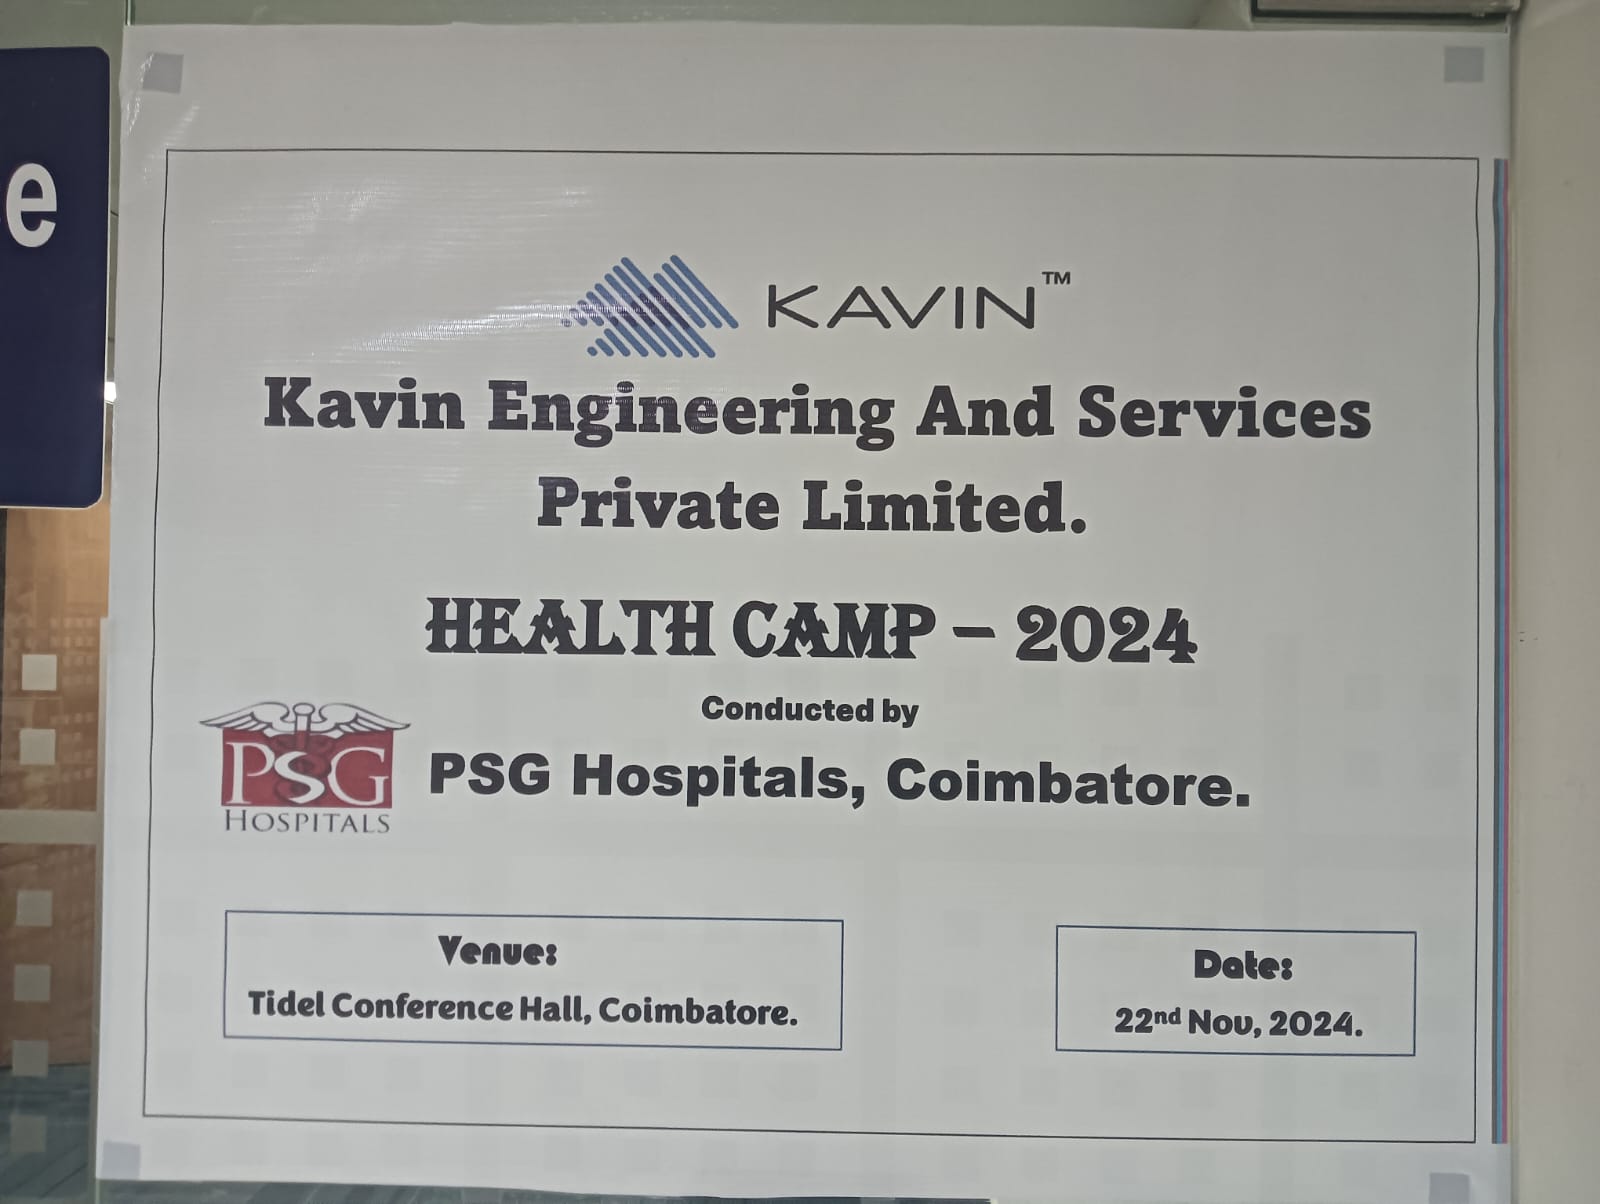 e
KAVIN™
Kavin Engineering And Services
Private Limited.
HEALTH CAMP – 2024
Conducted by
PSG
HOSPITALS
PSG Hospitals, Coimbatore.
Venue:
Tidel Conference Hall, Coimbatore.
Date:
22nd Nov, 2024.